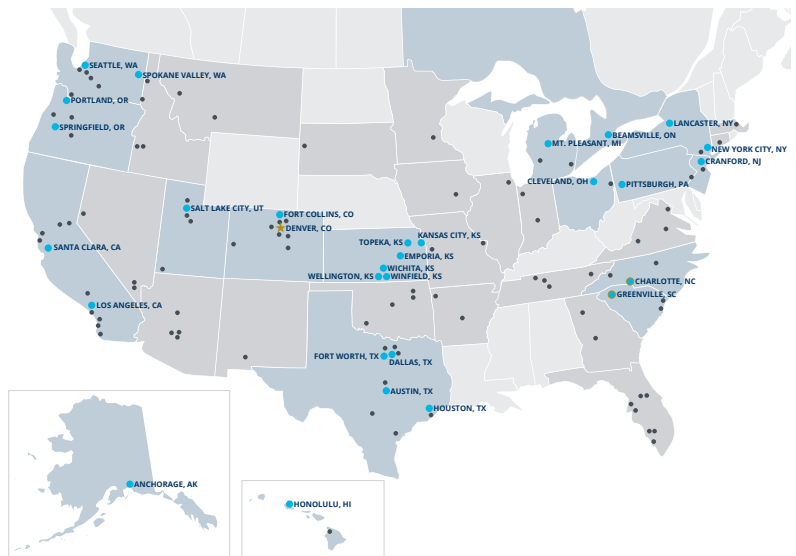 SEATTLE, WA
SPOKANE VALLEY, WA
PORTLAND, OR
SPRINGFIELD, OR
LANCASTER, NY
BEAMSVILLE, ON
MT. PLEASANT, MI
NEW YORK CITY, NY
CRANFORD, NJ
CLEVELAND, OH
PITTSBURGH, PA
SALT LAKE CITY, UT
FORT COLLINS, CO
DENVER, CO
KANSAS CITY, KS
TOPEKA, KS
SANTA CLARA, CA
EMPORIA, KS
WICHITA, KS
WELLINGTON, KS
WINFIELD, KS
CHARLOTTE, NC
GREENVILLE, SC
LOS ANGELES, CA
FORT WORTH, TX
DALLAS, TX
AUSTIN, TX
HOUSTON, TX
ANCHORAGE, AK
HONOLULU, HI